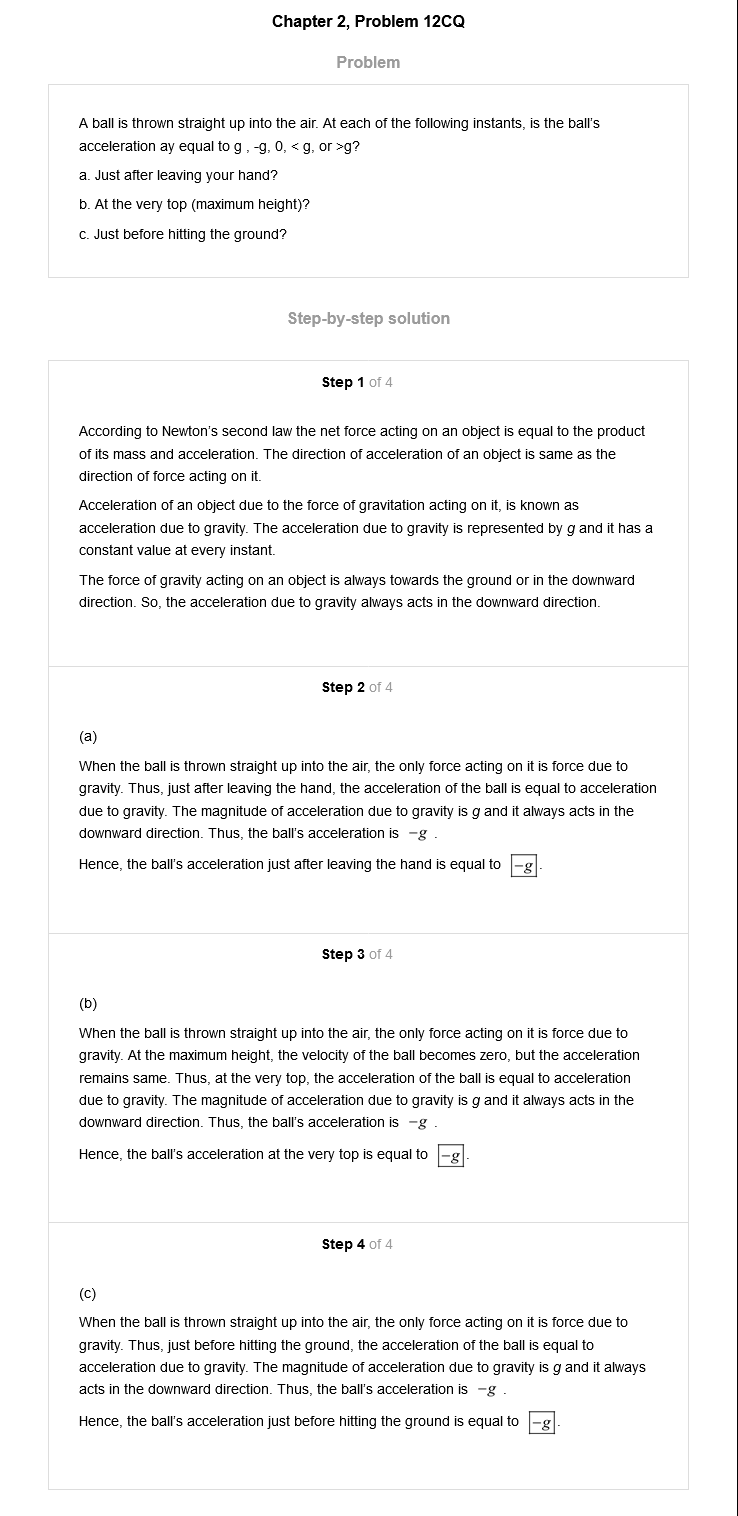 Chapter 2, Problem 12CQ
Problem
A ball is thrown straight up into the air. At each of the following instants, is the ball's
acceleration ay equal to g , -g, 0, < g, or >g?
a. Just after leaving your hand?
b. At the very top (maximum height)?
c. Just before hitting the ground?
Step-by-step solution
Step 1 of 4
According to Newton's second law the net force acting on an object is equal to the product
of its mass and acceleration. The direction of acceleration of an object is same as the
direction of force acting on it.
Acceleration of an object due to the force of gravitation acting on it, is known as
acceleration due to gravity. The acceleration due to gravity is represented by g and it has a
constant value at every instant.
The force of gravity acting on an object is always towards the ground or in the downward
direction. So, the acceleration due to gravity always acts in the downward direction.
Step 2 of 4
(a)
When the ball is thrown straight up into the air, the only force acting on it is force due to
gravity. Thus, just after leaving the hand, the acceleration of the ball is equal to acceleration
due to gravity. The magnitude of acceleration due to gravity is g and it always acts in the
downward direction. Thus, the ball's acceleration is −g .
Hence, the ball's acceleration just after leaving the hand is equal to −g.
Step 3 of 4
(b)
When the ball is thrown straight up into the air, the only force acting on it is force due to
gravity. At the maximum height, the velocity of the ball becomes zero, but the acceleration
remains same. Thus, at the very top, the acceleration of the ball is equal to acceleration
due to gravity. The magnitude of acceleration due to gravity is g and it always acts in the
downward direction. Thus, the ball's acceleration is −g .
Hence, the ball's acceleration at the very top is equal to −g.
Step 4 of 4
(c)
When the ball is thrown straight up into the air, the only force acting on it is force due to
gravity. Thus, just before hitting the ground, the acceleration of the ball is equal to
acceleration due to gravity. The magnitude of acceleration due to gravity is g and it always
acts in the downward direction. Thus, the ball's acceleration is −g .
Hence, the ball's acceleration just before hitting the ground is equal to −g.